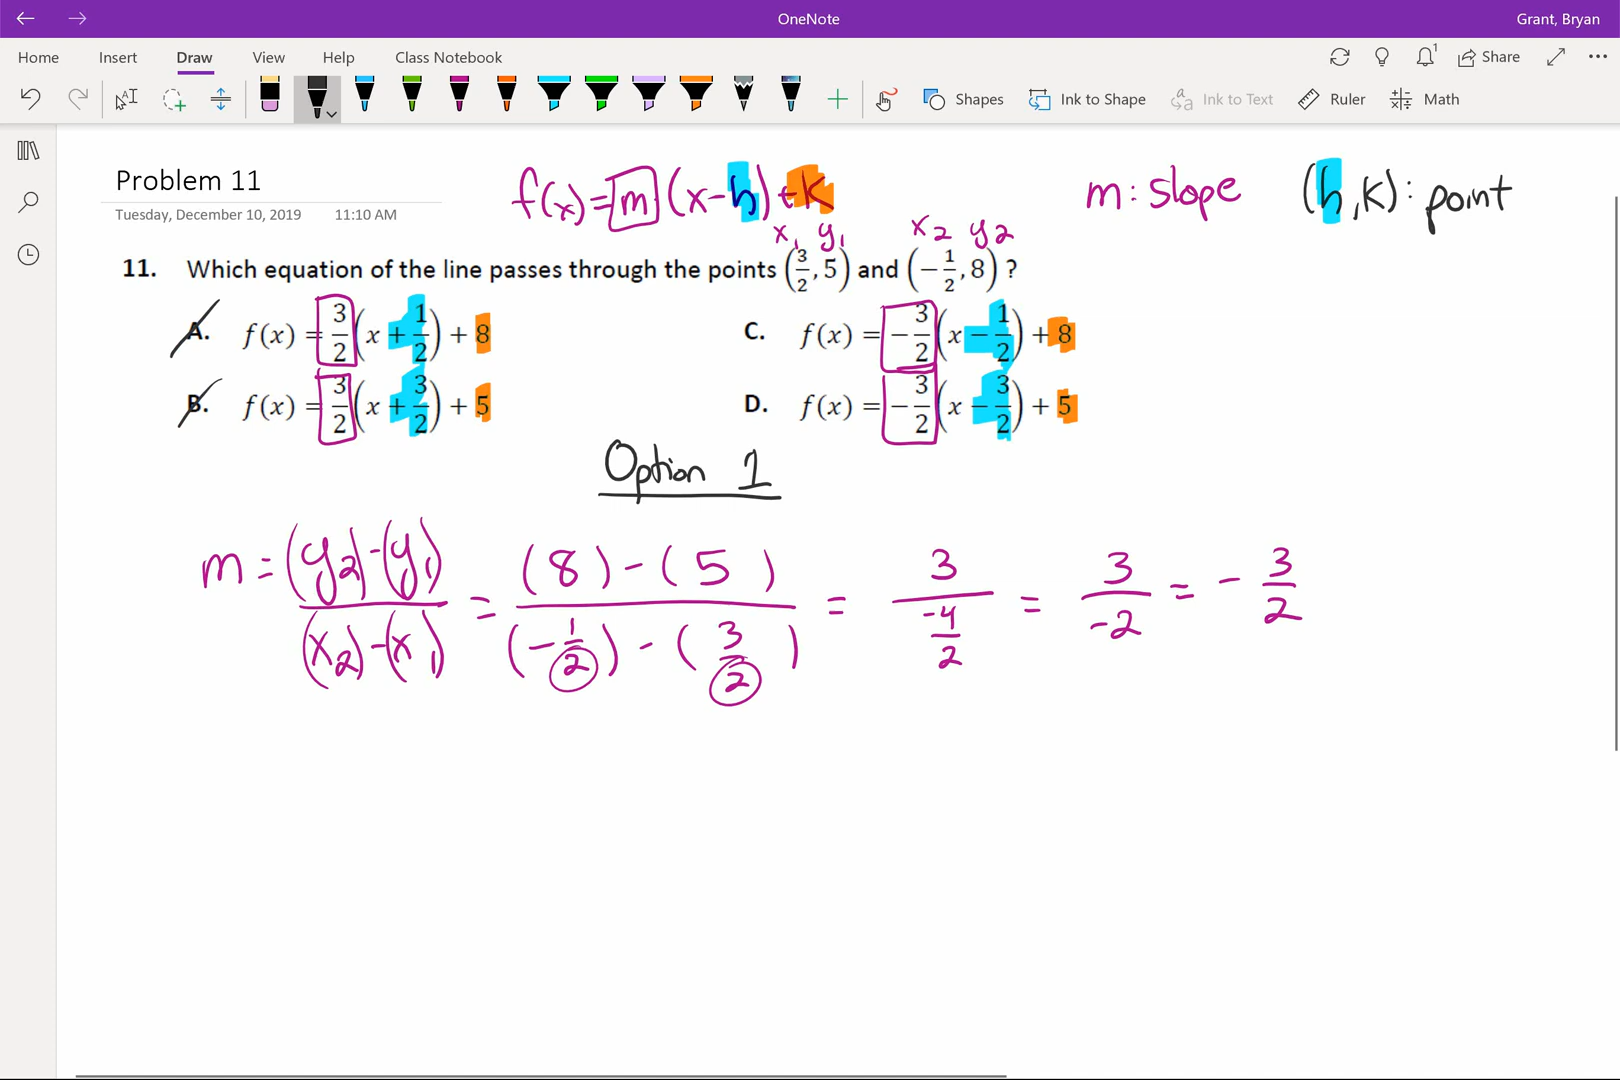 OneNote
Grant, Bryan
Home Insert Draw View Help Class Notebook
1 Share
Shapes Ink to Shape Ink to Text Ruler Math
Problem 11
Tuesday, December 10, 2019 11:10 AM
f(x)=m(x-h)+k
m: slope (h,k): point
x₁ y₁ x₂ y₂
11. Which equation of the line passes through the points (3/2, 5) and (−1/2, 8) ?
A. f(x) = 3/2(x + 1/2) + 8 C. f(x) = −3/2(x − 1/2) + 8
B. f(x) = 3/2(x + 3/2) + 5 D. f(x) = −3/2(x − 3/2) + 5
Option 1
m = (y₂)-(y₁)/(x₂)-(x₁) = (8)-(5)/(-1/2)-(3/2) = 3/(-4/2) = 3/-2 = -3/2